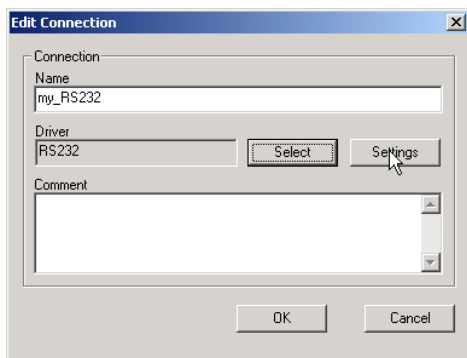 Edit Connection
Connection
Name
my_RS232
Driver
RS232
Select
Settings
Comment
OK
Cancel